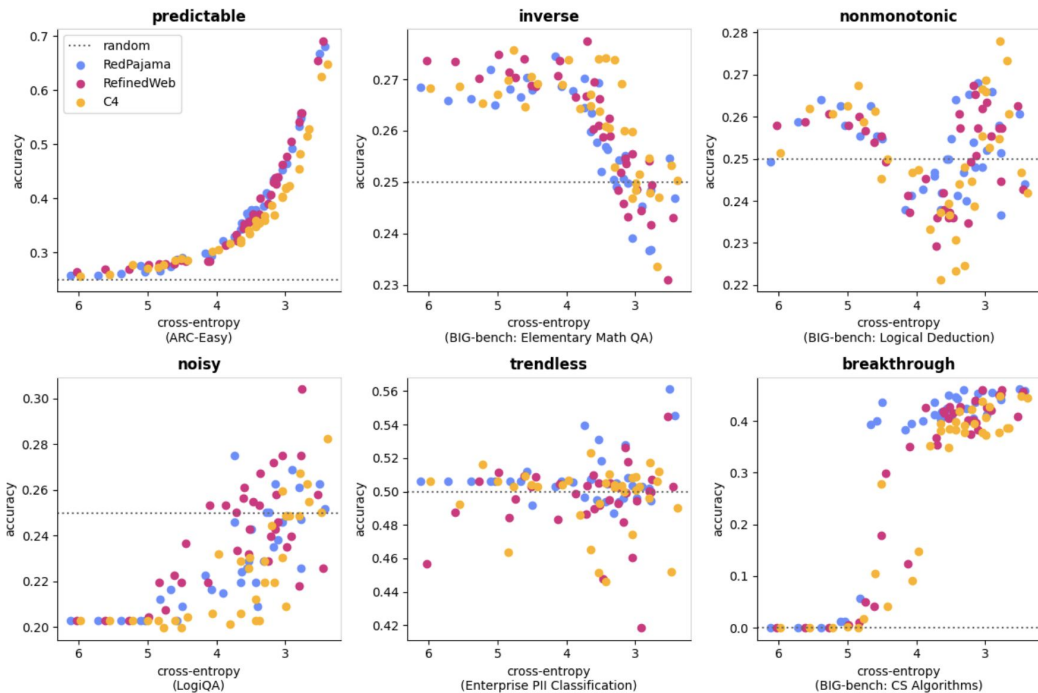 predictable
0.7
0.6
0.5
0.4
0.3
accuracy
random
RedPajama
RefinedWeb
C4
6 5 4 3
cross-entropy
(ARC-Easy)
inverse
0.27
0.26
0.25
0.24
0.23
accuracy
6 5 4 3
cross-entropy
(BIG-bench: Elementary Math QA)
nonmonotonic
0.28
0.27
0.26
0.25
0.24
0.23
0.22
accuracy
6 5 4 3
cross-entropy
(BIG-bench: Logical Deduction)
noisy
0.30
0.28
0.26
0.24
0.22
0.20
accuracy
6 5 4 3
cross-entropy
(LogiQA)
trendless
0.56
0.54
0.52
0.50
0.48
0.46
0.44
0.42
accuracy
6 5 4 3
cross-entropy
(Enterprise PII Classification)
breakthrough
0.4
0.3
0.2
0.1
0.0
accuracy
6 5 4 3
cross-entropy
(BIG-bench: CS Algorithms)